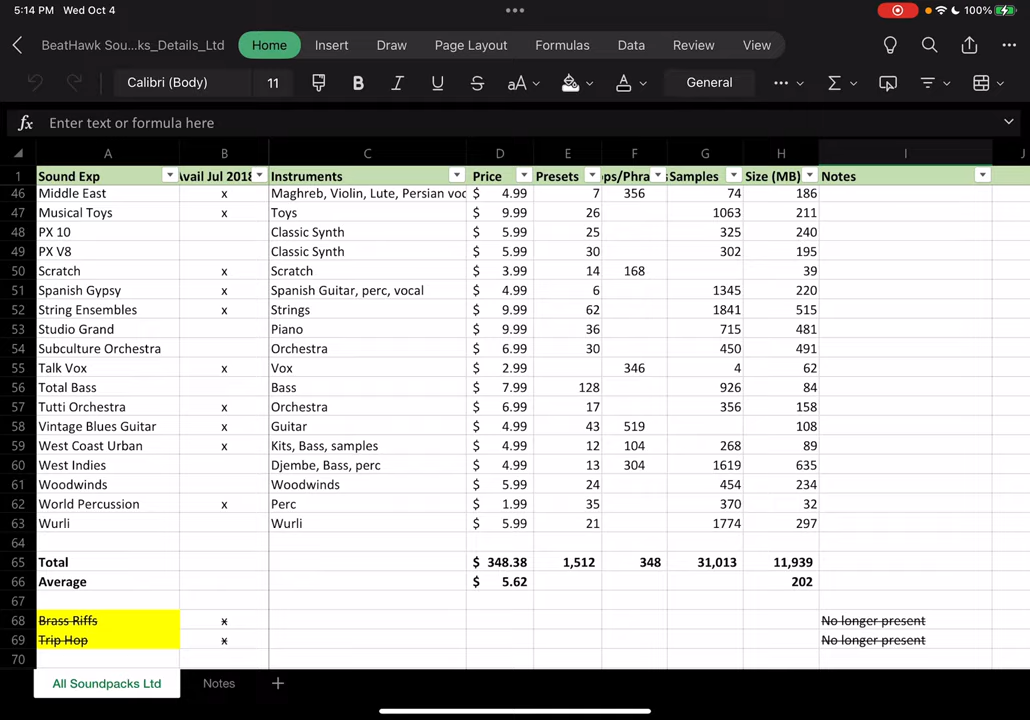 5:14 PM Wed Oct 4 100%
BeatHawk Sou...ks_Details_Ltd Home Insert Draw Page Layout Formulas Data Review View
Calibri (Body) 11 B I U S aA A General Σ
fx Enter text or formula here
A B C D E F G H I J
1 Sound Exp Avail Jul 2018 Instruments Price Presets ops/Phra Samples Size (MB) Notes
46 Middle East x Maghreb, Violin, Lute, Persian voc $ 4.99 7 356 74 186
47 Musical Toys x Toys $ 9.99 26 1063 211
48 PX 10 Classic Synth $ 5.99 25 325 240
49 PX V8 Classic Synth $ 5.99 30 302 195
50 Scratch x Scratch $ 3.99 14 168 39
51 Spanish Gypsy x Spanish Guitar, perc, vocal $ 4.99 6 1345 220
52 String Ensembles x Strings $ 9.99 62 1841 515
53 Studio Grand Piano $ 9.99 36 715 481
54 Subculture Orchestra Orchestra $ 6.99 30 450 491
55 Talk Vox x Vox $ 2.99 346 4 62
56 Total Bass Bass $ 7.99 128 926 84
57 Tutti Orchestra x Orchestra $ 6.99 17 356 158
58 Vintage Blues Guitar x Guitar $ 4.99 43 519 108
59 West Coast Urban x Kits, Bass, samples $ 4.99 12 104 268 89
60 West Indies Djembe, Bass, perc $ 4.99 13 304 1619 635
61 Woodwinds Woodwinds $ 5.99 24 454 234
62 World Percussion x Perc $ 1.99 35 370 32
63 Wurli Wurli $ 5.99 21 1774 297
64
65 Total $ 348.38 1,512 348 31,013 11,939
66 Average $ 5.62 202
67
68 Brass Riffs x No longer present
69 Trip Hop x No longer present
70
All Soundpacks Ltd Notes +